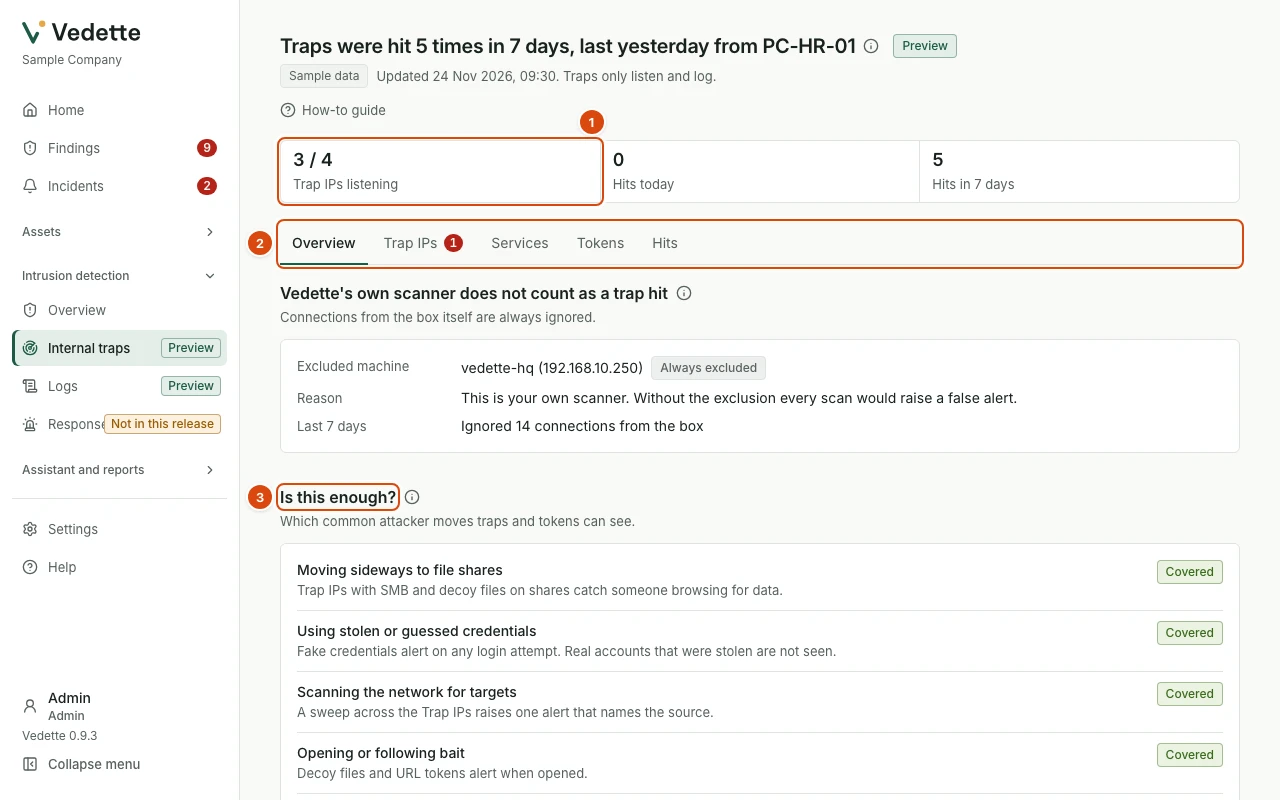 Vedette
Sample Company
Home
Findings 9
Incidents 2
Assets
Intrusion detection
Overview
Internal traps Preview
Logs Preview
Response Not in this release
Assistant and reports
Settings
Help
Admin
Admin
Vedette 0.9.3
Collapse menu
Traps were hit 5 times in 7 days, last yesterday from PC-HR-01 Preview
Sample data Updated 24 Nov 2026, 09:30. Traps only listen and log.
How-to guide
1
3 / 4
Trap IPs listening
0
Hits today
5
Hits in 7 days
2
Overview Trap IPs 1 Services Tokens Hits
Vedette's own scanner does not count as a trap hit
Connections from the box itself are always ignored.
Excluded machine vedette-hq (192.168.10.250) Always excluded
Reason This is your own scanner. Without the exclusion every scan would raise a false alert.
Last 7 days Ignored 14 connections from the box
3 Is this enough?
Which common attacker moves traps and tokens can see.
Moving sideways to file shares Covered
Trap IPs with SMB and decoy files on shares catch someone browsing for data.
Using stolen or guessed credentials Covered
Fake credentials alert on any login attempt. Real accounts that were stolen are not seen.
Scanning the network for targets Covered
A sweep across the Trap IPs raises one alert that names the source.
Opening or following bait Covered
Decoy files and URL tokens alert when opened.